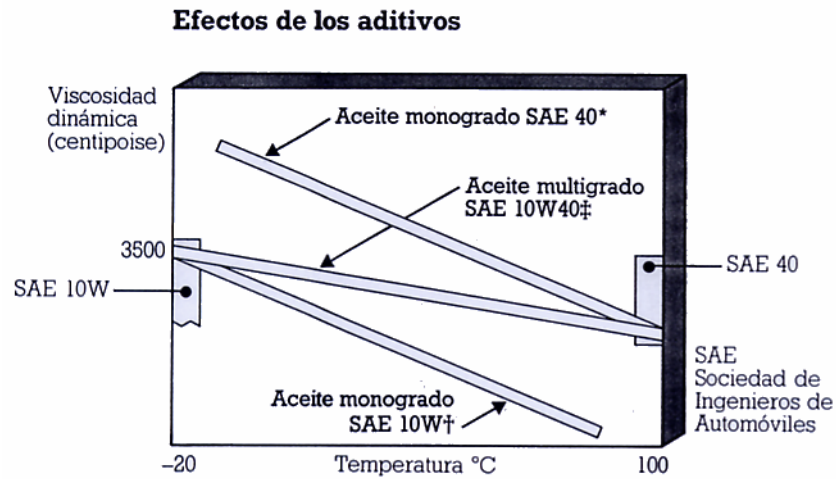 Efectos de los aditivos
Viscosidad
dinámica
(centipoise)
Aceite monogrado SAE 40*
Aceite multigrado
SAE 10W40‡
3500
SAE 10W
SAE 40
Aceite monogrado
SAE 10W†
SAE
Sociedad de
Ingenieros de
Automóviles
–20
Temperatura °C
100